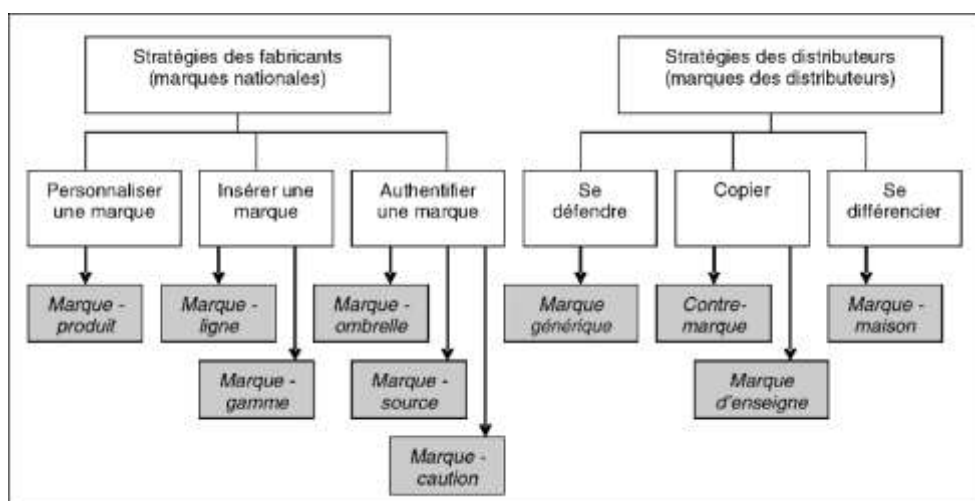 Stratégies des fabricants
(marques nationales)
Stratégies des distributeurs
(marques des distributeurs)
Personnaliser
une marque
Insérer une
marque
Authentifier
une marque
Se
défendre
Copier
Se
différencier
Marque -
produit
Marque -
ligne
Marque -
ombrelle
Marque
générique
Contre-
marque
Marque -
maison
Marque -
gamme
Marque -
source
Marque
d'enseigne
Marque -
caution